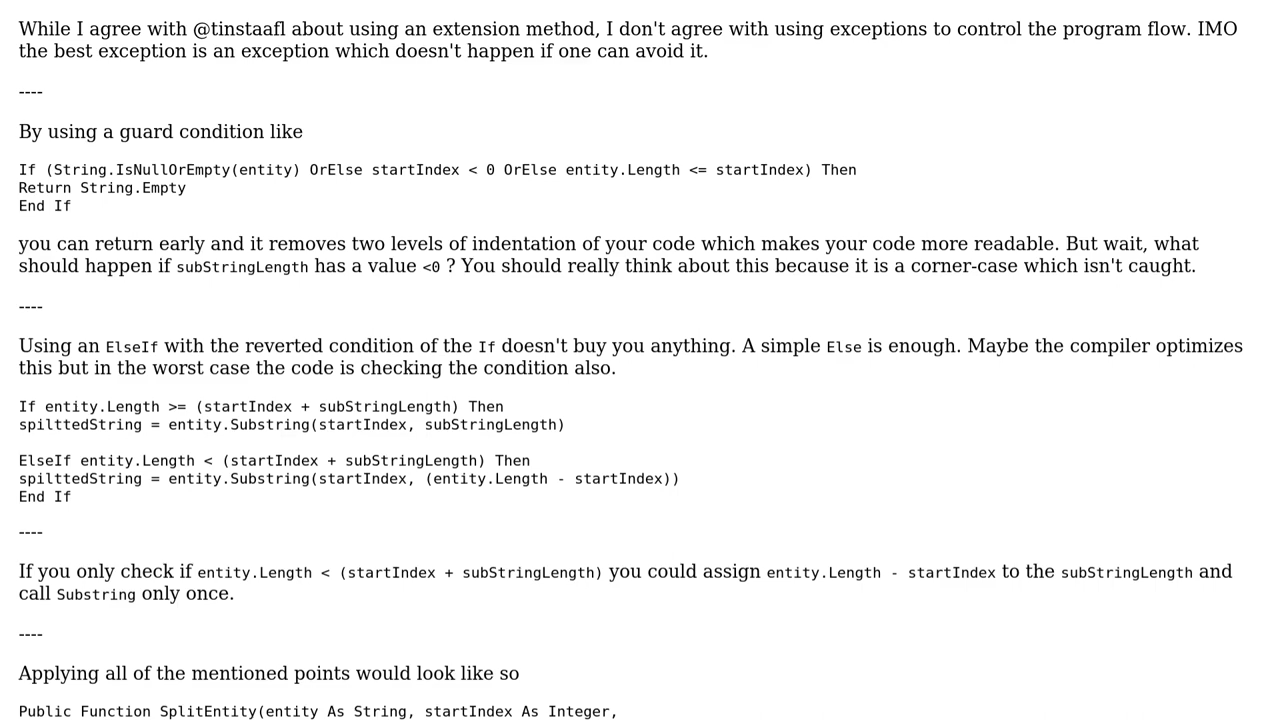 While I agree with @tinstaafl about using an extension method, I don't agree with using exceptions to control the program flow. IMO
the best exception is an exception which doesn't happen if one can avoid it.
----
By using a guard condition like
If (String.IsNullOrEmpty(entity) OrElse startIndex < 0 OrElse entity.Length <= startIndex) Then
Return String.Empty
End If
you can return early and it removes two levels of indentation of your code which makes your code more readable. But wait, what
should happen if subStringLength has a value <0 ? You should really think about this because it is a corner-case which isn't caught.
----
Using an ElseIf with the reverted condition of the If doesn't buy you anything. A simple Else is enough. Maybe the compiler optimizes
this but in the worst case the code is checking the condition also.
If entity.Length >= (startIndex + subStringLength) Then
spilttedString = entity.Substring(startIndex, subStringLength)
ElseIf entity.Length < (startIndex + subStringLength) Then
spilttedString = entity.Substring(startIndex, (entity.Length - startIndex))
End If
----
If you only check if entity.Length < (startIndex + subStringLength) you could assign entity.Length - startIndex to the subStringLength and
call Substring only once.
----
Applying all of the mentioned points would look like so
Public Function SplitEntity(entity As String, startIndex As Integer,